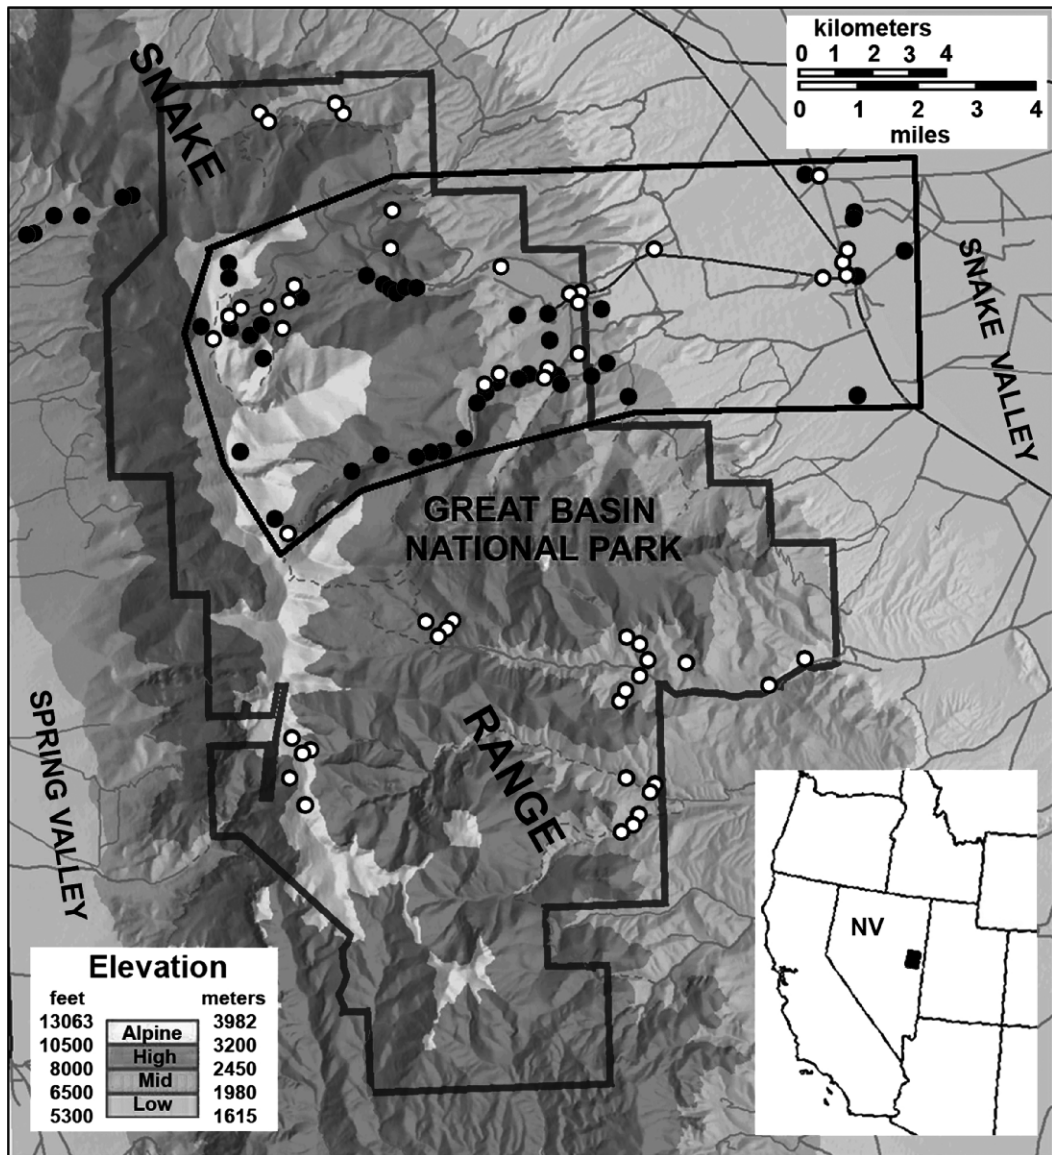 SNAKE
kilometers
0 1 2 3 4
0 1 2 4
miles
SNAKE VALLEY
GREAT BASIN
NATIONAL PARK
SPRING VALLEY
RANGE
NV
Elevation
feet meters
13063 3982
Alpine
10500 3200
High
8000 2450
Mid
6500 1980
Low
5300 1615